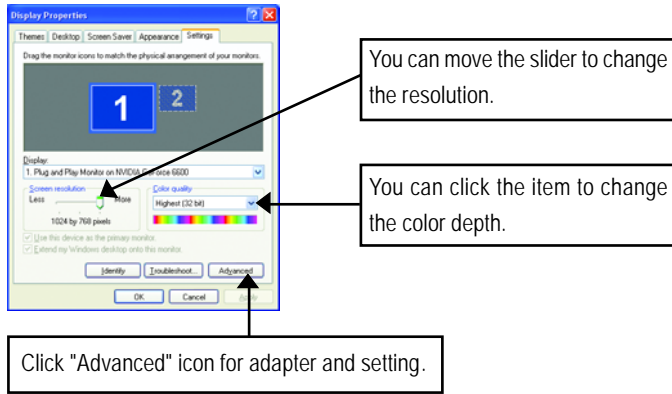 Display Properties
Themes Desktop Screen Saver Appearance Settings
Drag the monitor icons to match the physical arrangement of your monitors.
1 2
Display:
1. Plug and Play Monitor on NVIDIA GeForce 6600
Screen resolution
Less More
1024 by 768 pixels
Color quality
Highest (32 bit)
Use this device as the primary monitor.
Extend my Windows desktop onto this monitor.
Identify Troubleshoot... Advanced
OK Cancel Apply
You can move the slider to change
the resolution.
You can click the item to change
the color depth.
Click "Advanced" icon for adapter and setting.